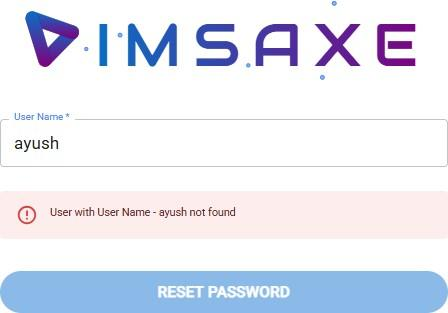 IMSAXE
User Name *
ayush
User with User Name - ayush not found
RESET PASSWORD